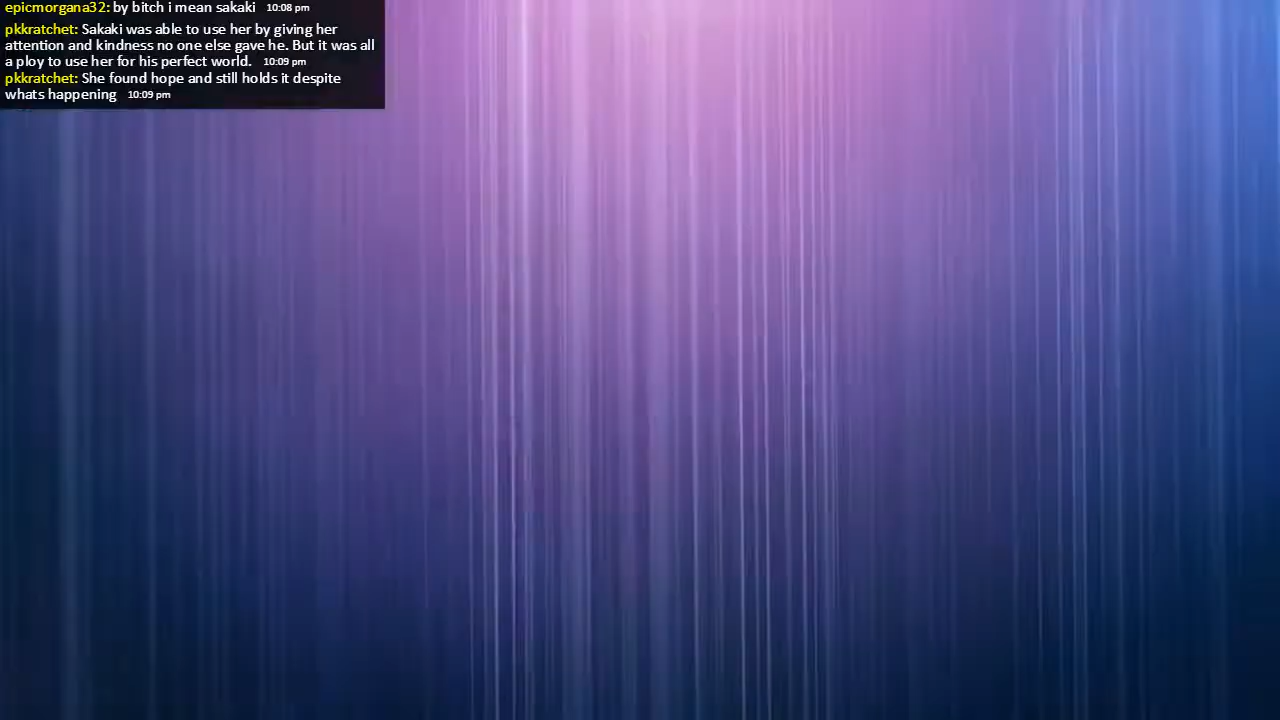 epicmorgana32: by bitch i mean sakaki 10:08 pm
pkkratchet: Sakaki was able to use her by giving her
attention and kindness no one else gave he. But it was all
a ploy to use her for his perfect world. 10:09 pm
pkkratchet: She found hope and still holds it despite
whats happening 10:09 pm